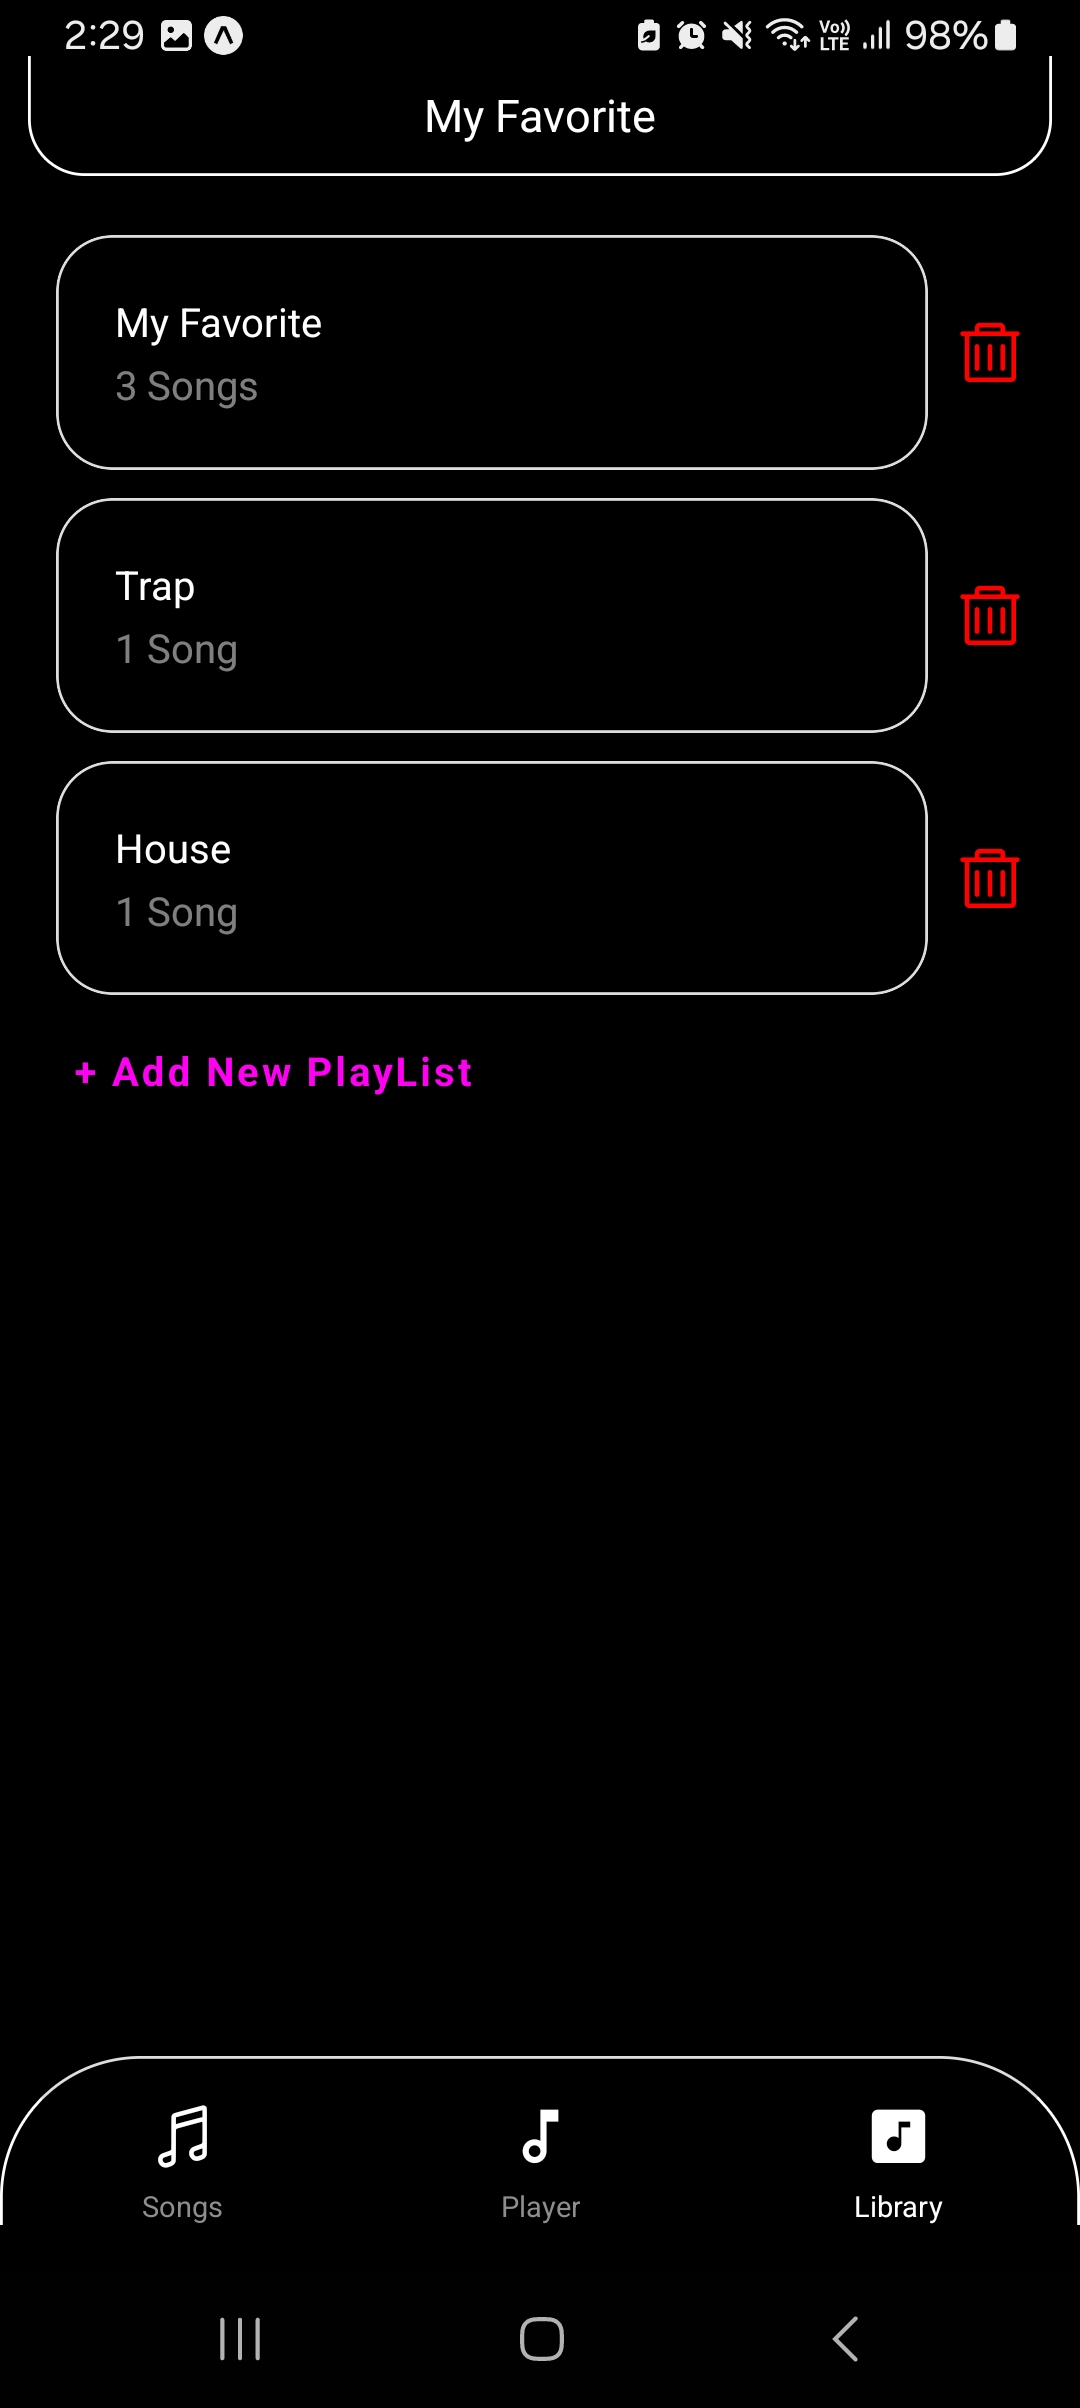 2:29 Vo)) LTE 98%
My Favorite
My Favorite
3 Songs
Trap
1 Song
House
1 Song
+ Add New PlayList
Songs Player Library